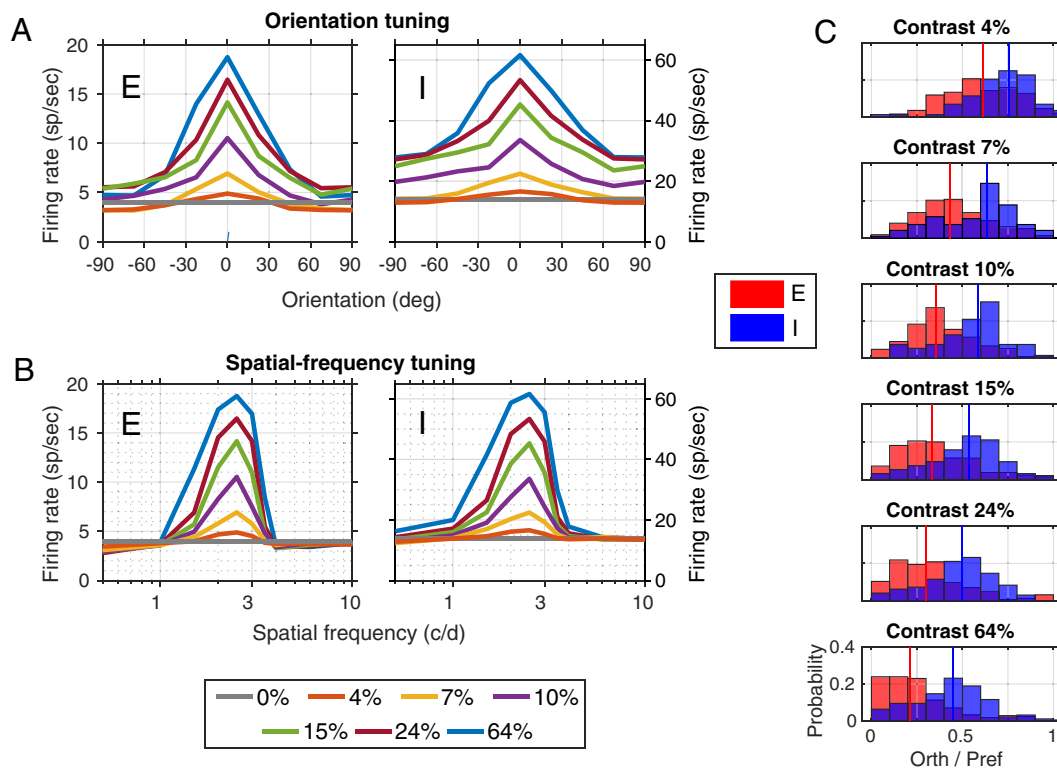 A
Orientation tuning
E
I
20
15
10
5
0
Firing rate (sp/sec)
-90 -60 -30 0 30 60 90
-90 -60 -30 0 30 60 90
60
40
20
0
Firing rate (sp/sec)
Orientation (deg)
B
Spatial-frequency tuning
E
I
20
15
10
5
0
Firing rate (sp/sec)
1 3 10
1 3 10
60
40
20
0
Firing rate (sp/sec)
Spatial frequency (c/d)
0% 4% 7% 10%
15% 24% 64%
E
I
C
Contrast 4%
Contrast 7%
Contrast 10%
Contrast 15%
Contrast 24%
Contrast 64%
0.4
0.2
0
Probability
0 0.5 1
Orth / Pref